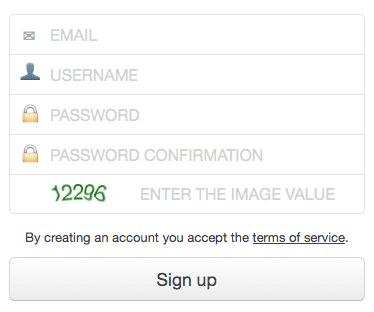 EMAIL
USERNAME
PASSWORD
PASSWORD CONFIRMATION
12296 ENTER THE IMAGE VALUE
By creating an account you accept the terms of service.
Sign up